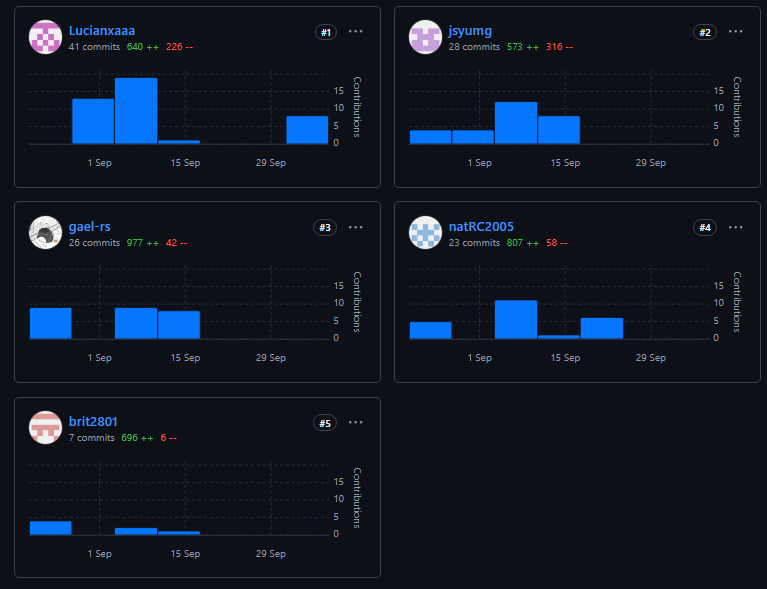 Lucianxaaa #1 ···
41 commits 640 ++ 226 --
15
10
5
0
Contributions
1 Sep 15 Sep 29 Sep
jsyumg #2 ···
28 commits 573 ++ 316 --
15
10
5
0
Contributions
1 Sep 15 Sep 29 Sep
gael-rs #3 ···
26 commits 977 ++ 42 --
15
10
5
0
Contributions
1 Sep 15 Sep 29 Sep
natRC2005 #4 ···
23 commits 807 ++ 58 --
15
10
5
0
Contributions
1 Sep 15 Sep 29 Sep
brit2801 #5 ···
7 commits 696 ++ 6 --
15
10
5
0
Contributions
1 Sep 15 Sep 29 Sep